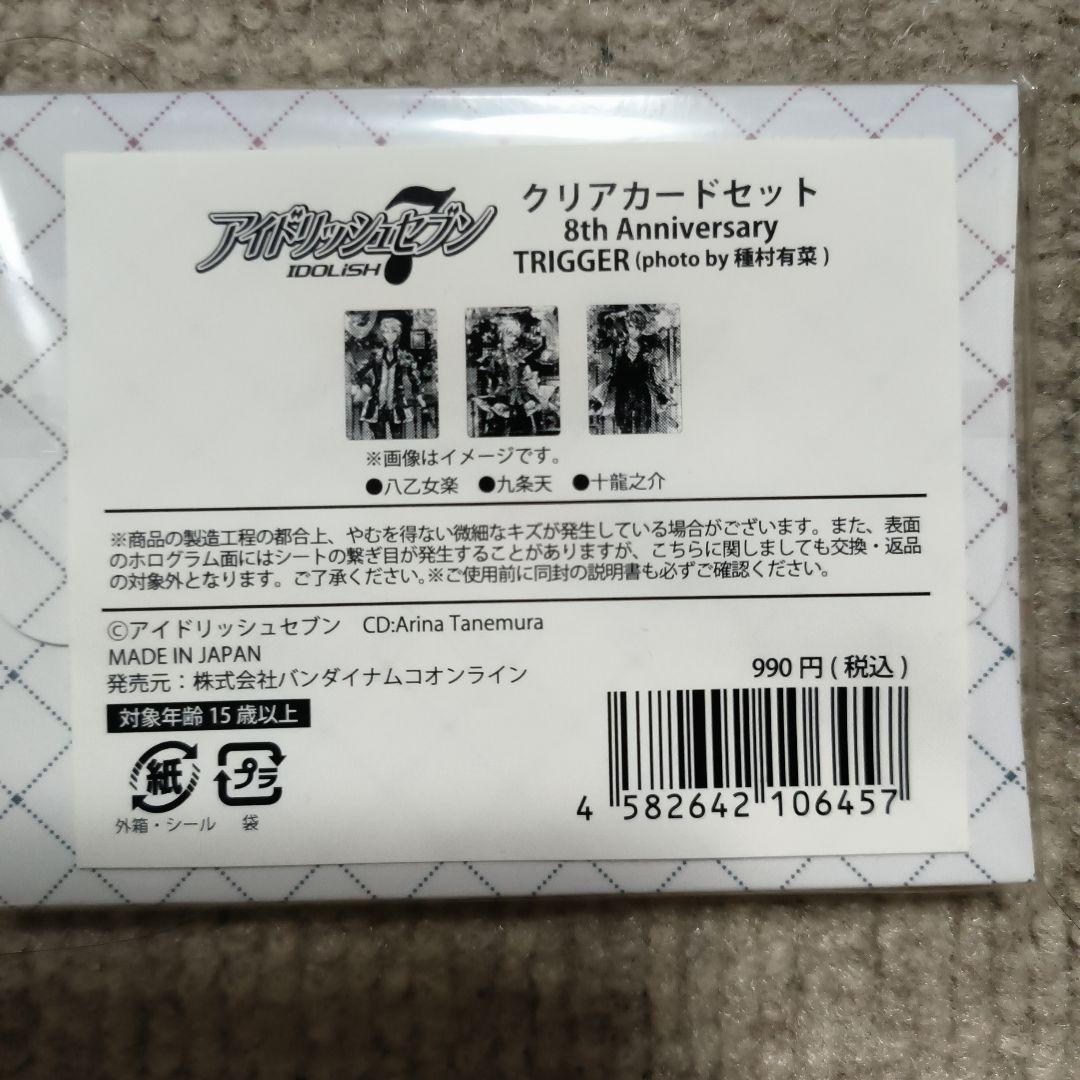 アイドリッシュセブン
IDOLiSH7
クリアカードセット
8th Anniversary
TRIGGER (photo by 種村有菜)
※画像はイメージです。
●八乙女楽 ●九条天 ●十龍之介
※商品の製造工程の都合上、やむを得ない微細なキズが発生している場合がございます。また、表面
のホログラム面にはシートの繋ぎ目が発生することがありますが、こちらに関しましても交換・返品
の対象外となります。ご了承ください。※ご使用前に同封の説明書も必ずご確認ください。
©アイドリッシュセブン CD:Arina Tanemura
MADE IN JAPAN
発売元：株式会社バンダイナムコオンライン
990円(税込)
対象年齢15歳以上
紙 プラ
外箱・シール 袋
4 582642 106457